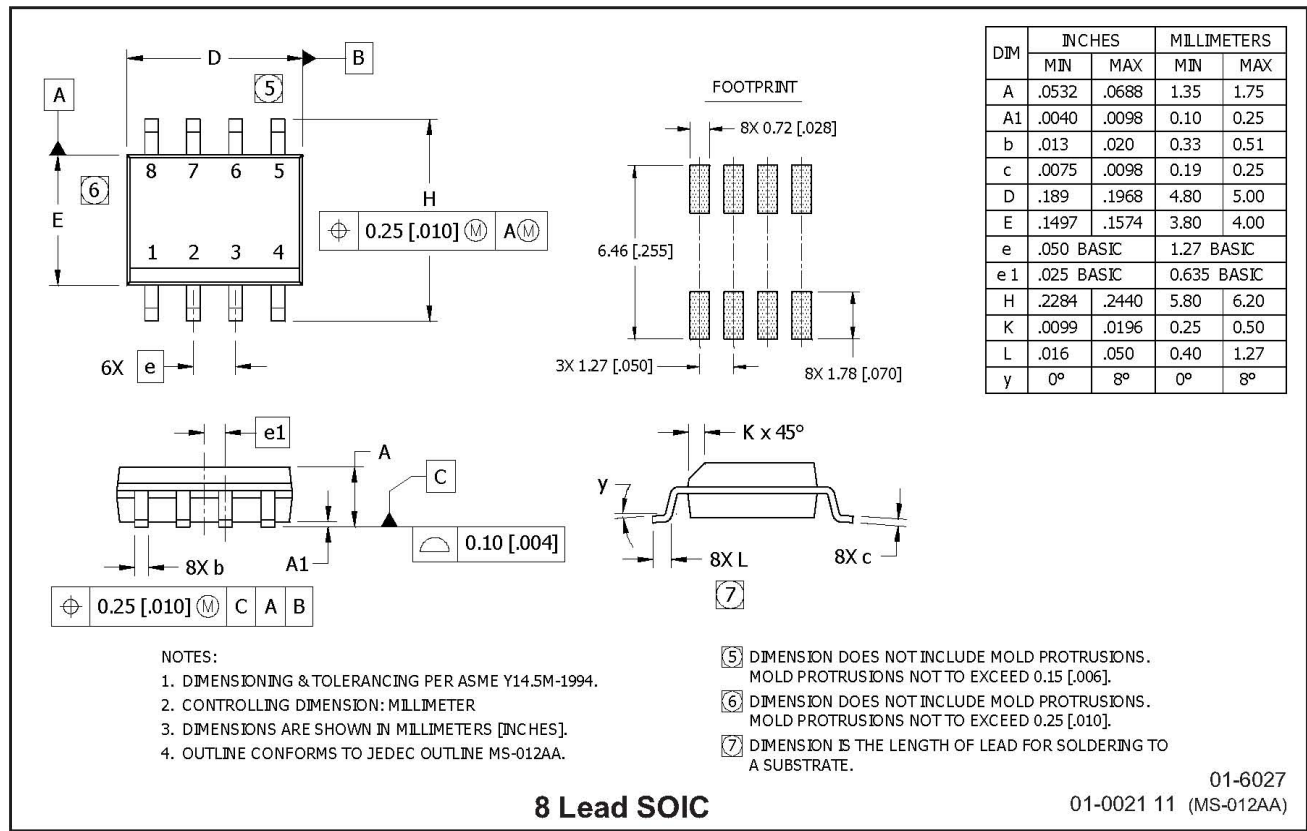 D
B
5
A
8 7 6 5
6
E
H
0.25 [.010] Ⓜ A Ⓜ
1 2 3 4
6X e
FOOTPRINT
8X 0.72 [.028]
6.46 [.255]
3X 1.27 [.050]
8X 1.78 [.070]
DIM INCHES MILLIMETERS
MIN MAX MIN MAX
A .0532 .0688 1.35 1.75
A1 .0040 .0098 0.10 0.25
b .013 .020 0.33 0.51
c .0075 .0098 0.19 0.25
D .189 .1968 4.80 5.00
E .1497 .1574 3.80 4.00
e .050 BASIC 1.27 BASIC
e1 .025 BASIC 0.635 BASIC
H .2284 .2440 5.80 6.20
K .0099 .0196 0.25 0.50
L .016 .050 0.40 1.27
y 0° 8° 0° 8°
e1
A
C
0.10 [.004]
8X b
A1
0.25 [.010] Ⓜ C A B
K x 45°
y
8X L
8X c
7
NOTES:
1. DIMENSIONING & TOLERANCING PER ASME Y14.5M-1994.
2. CONTROLLING DIMENSION: MILLIMETER
3. DIMENSIONS ARE SHOWN IN MILLIMETERS [INCHES].
4. OUTLINE CONFORMS TO JEDEC OUTLINE MS-012AA.
5 DIMENSION DOES NOT INCLUDE MOLD PROTRUSIONS.
MOLD PROTRUSIONS NOT TO EXCEED 0.15 [.006].
6 DIMENSION DOES NOT INCLUDE MOLD PROTRUSIONS.
MOLD PROTRUSIONS NOT TO EXCEED 0.25 [.010].
7 DIMENSION IS THE LENGTH OF LEAD FOR SOLDERING TO
A SUBSTRATE.
8 Lead SOIC
01-6027
01-0021 11 (MS-012AA)